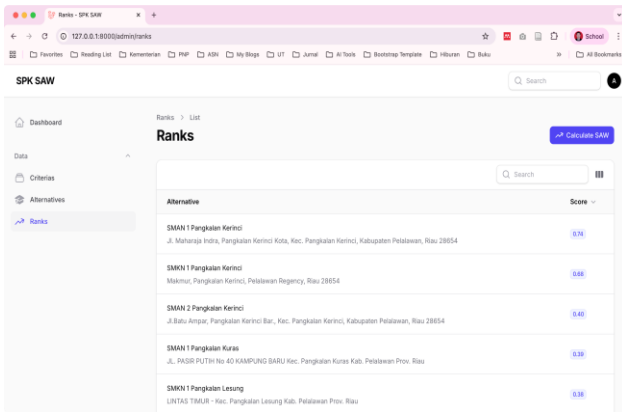 Ranks - SPK SAW
127.0.0.1:8000/admin/ranks
School
Favorites Reading List Kementerian PNP ASN My Blogs UT Jurnal AI Tools Bootstrap Template Hiburan Buku All Bookmarks
SPK SAW
Search
A
Dashboard
Data
Criterias
Alternatives
Ranks
Ranks > List
Ranks
Calculate SAW
Search
Alternative Score
SMAN 1 Pangkalan Kerinci
Jl. Maharaja Indra, Pangkalan Kerinci Kota, Kec. Pangkalan Kerinci, Kabupaten Pelalawan, Riau 28654
0.74
SMKN 1 Pangkalan Kerinci
Makmur, Pangkalan Kerinci, Pelalawan Regency, Riau 28654
0.68
SMAN 2 Pangkalan Kerinci
Jl.Batu Ampar, Pangkalan Kerinci Bar., Kec. Pangkalan Kerinci, Kabupaten Pelalawan, Riau 28654
0.40
SMAN 1 Pangkalan Kuras
JL. PASIR PUTIH No 40 KAMPUNG BARU Kec. Pangkalan Kuras Kab. Pelalawan Prov. Riau
0.39
SMKN 1 Pangkalan Lesung
LINTAS TIMUR - Kec. Pangkalan Lesung Kab. Pelalawan Prov. Riau
0.38